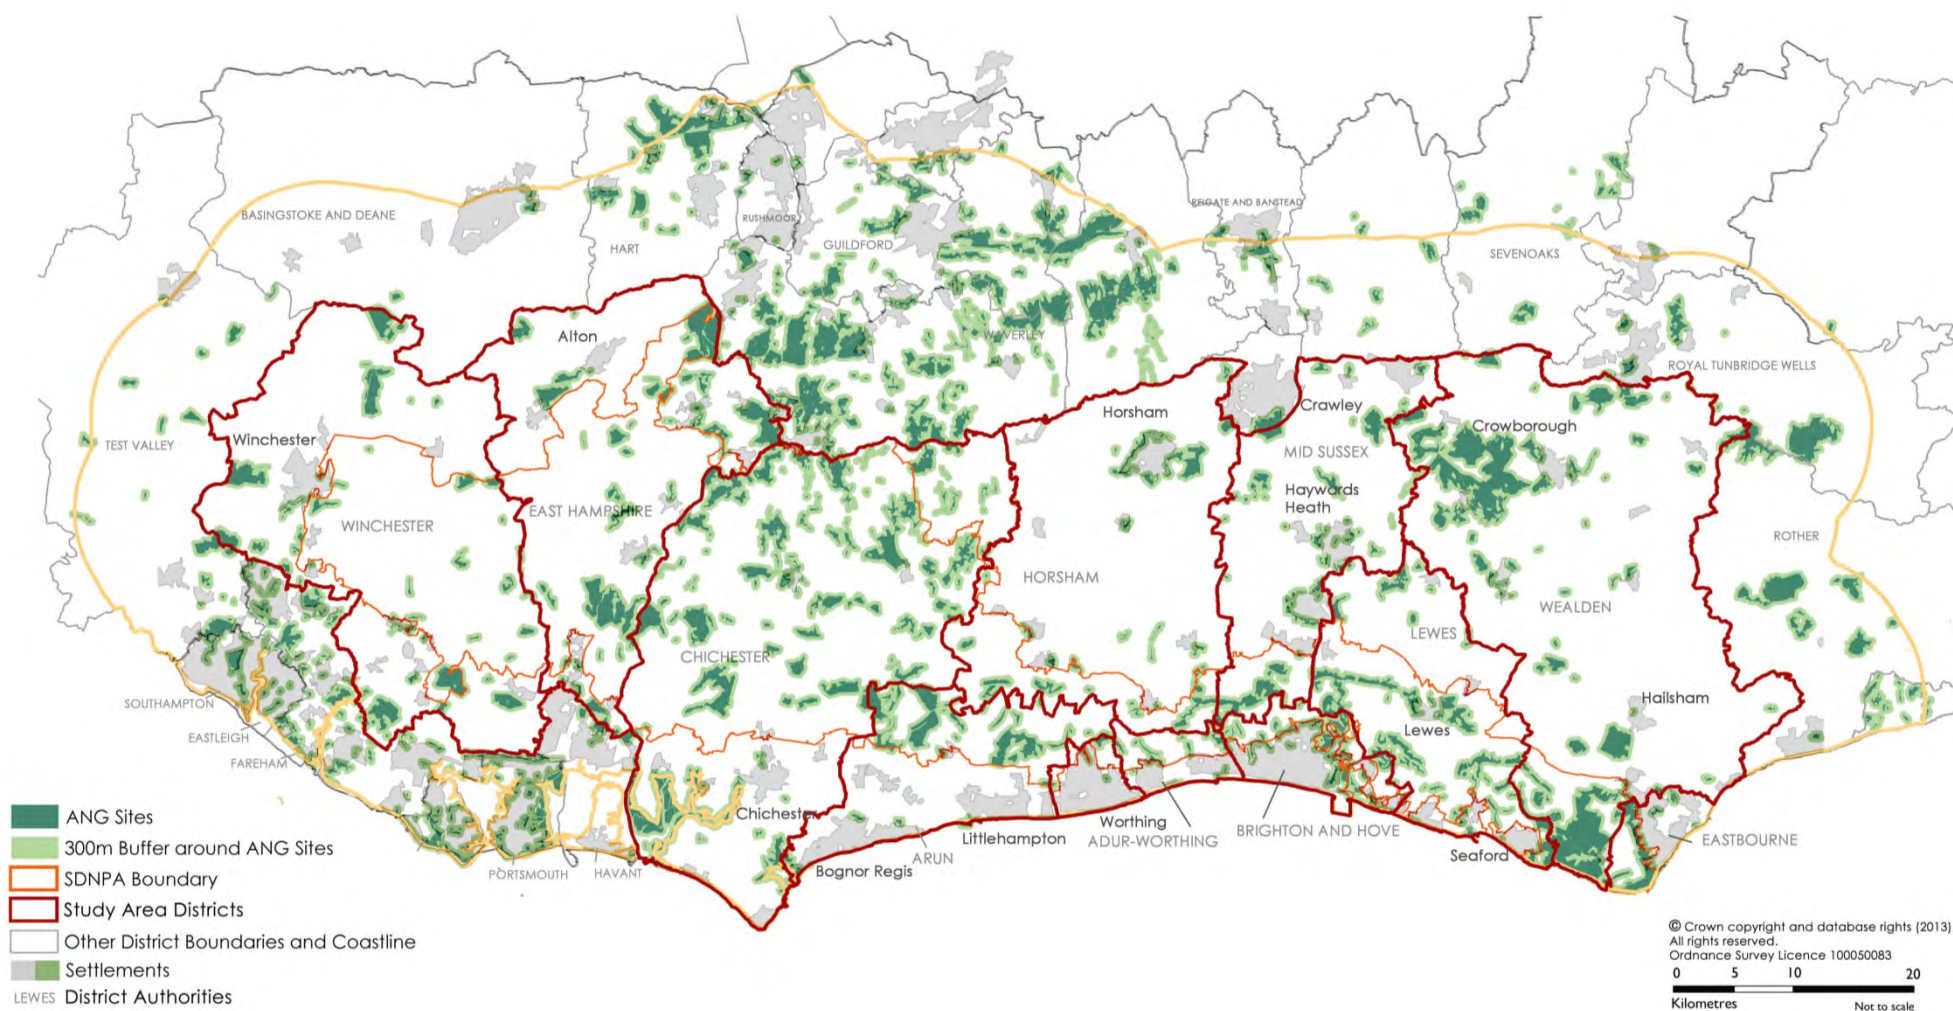 BASINGSTOKE AND DEANE
HART
RUSHMOOR
GUILDFORD
REIGATE AND BANSTEAD
SEVENOAKS
Alton
WAVERLEY
ROYAL TUNBRIDGE WELLS
TEST VALLEY
Winchester
Horsham
Crawley
Crowborough
MID SUSSEX
Haywards
Heath
WINCHESTER
EAST HAMPSHIRE
ROTHER
HORSHAM
WEALDEN
LEWES
CHICHESTER
Hailsham
SOUTHAMPTON
Lewes
EASTLEIGH
FAREHAM
Chichester
Worthing
Littlehampton
ADUR-WORTHING
BRIGHTON AND HOVE
EASTBOURNE
Seaford
ARUN
Bognor Regis
PORTSMOUTH
HAVANT
ANG Sites
300m Buffer around ANG Sites
SDNPA Boundary
Study Area Districts
Other District Boundaries and Coastline
Settlements
LEWES District Authorities
© Crown copyright and database rights (2013)
All rights reserved.
Ordnance Survey Licence 100050083
0 5 10 20
Kilometres Not to scale